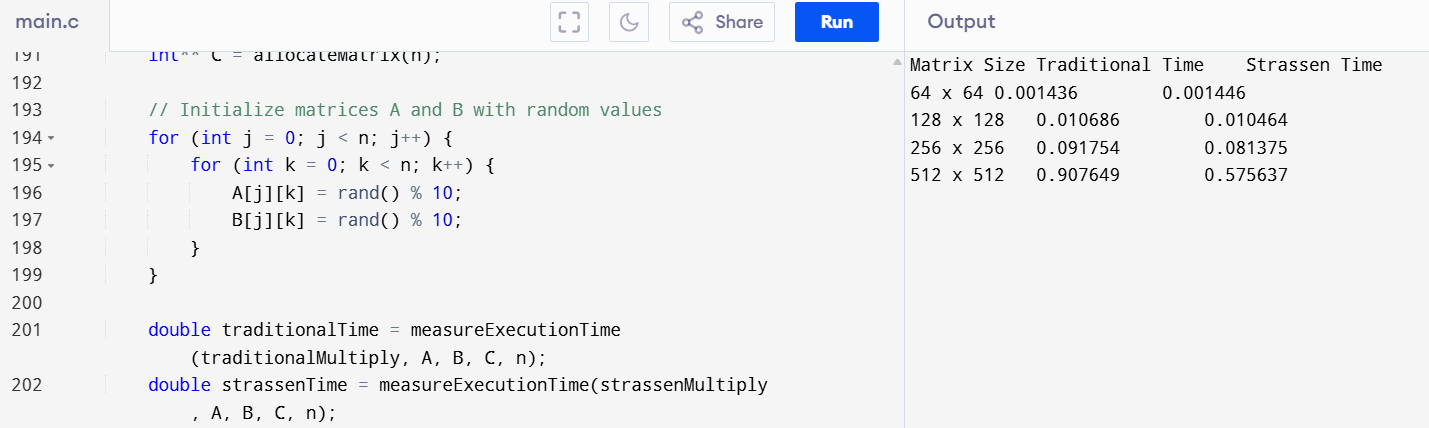 main.c
Share
Run
Output
191 int** C = allocateMatrix(n);
192
193 // Initialize matrices A and B with random values
194 for (int j = 0; j < n; j++) {
195 for (int k = 0; k < n; k++) {
196 A[j][k] = rand() % 10;
197 B[j][k] = rand() % 10;
198 }
199 }
200
201 double traditionalTime = measureExecutionTime
(traditionalMultiply, A, B, C, n);
202 double strassenTime = measureExecutionTime(strassenMultiply
, A, B, C, n);
Matrix Size Traditional Time Strassen Time
64 x 64 0.001436 0.001446
128 x 128 0.010686 0.010464
256 x 256 0.091754 0.081375
512 x 512 0.907649 0.575637